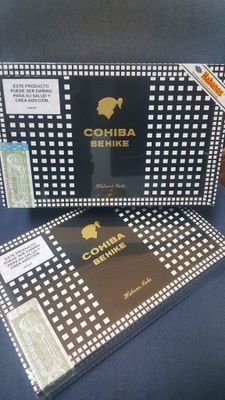 ESTE PRODUCTO
PUEDE SER DAÑINO
PARA SU SALUD Y
CREA ADICCIÓN.
Habanos
COHIBA
BEHIKE
Habana, Cuba
ESTE PRODUCTO
PUEDE SER DAÑINO
PARA SU SALUD Y
CREA ADICCIÓN.
COHIBA
BEHIKE
Habana, Cuba